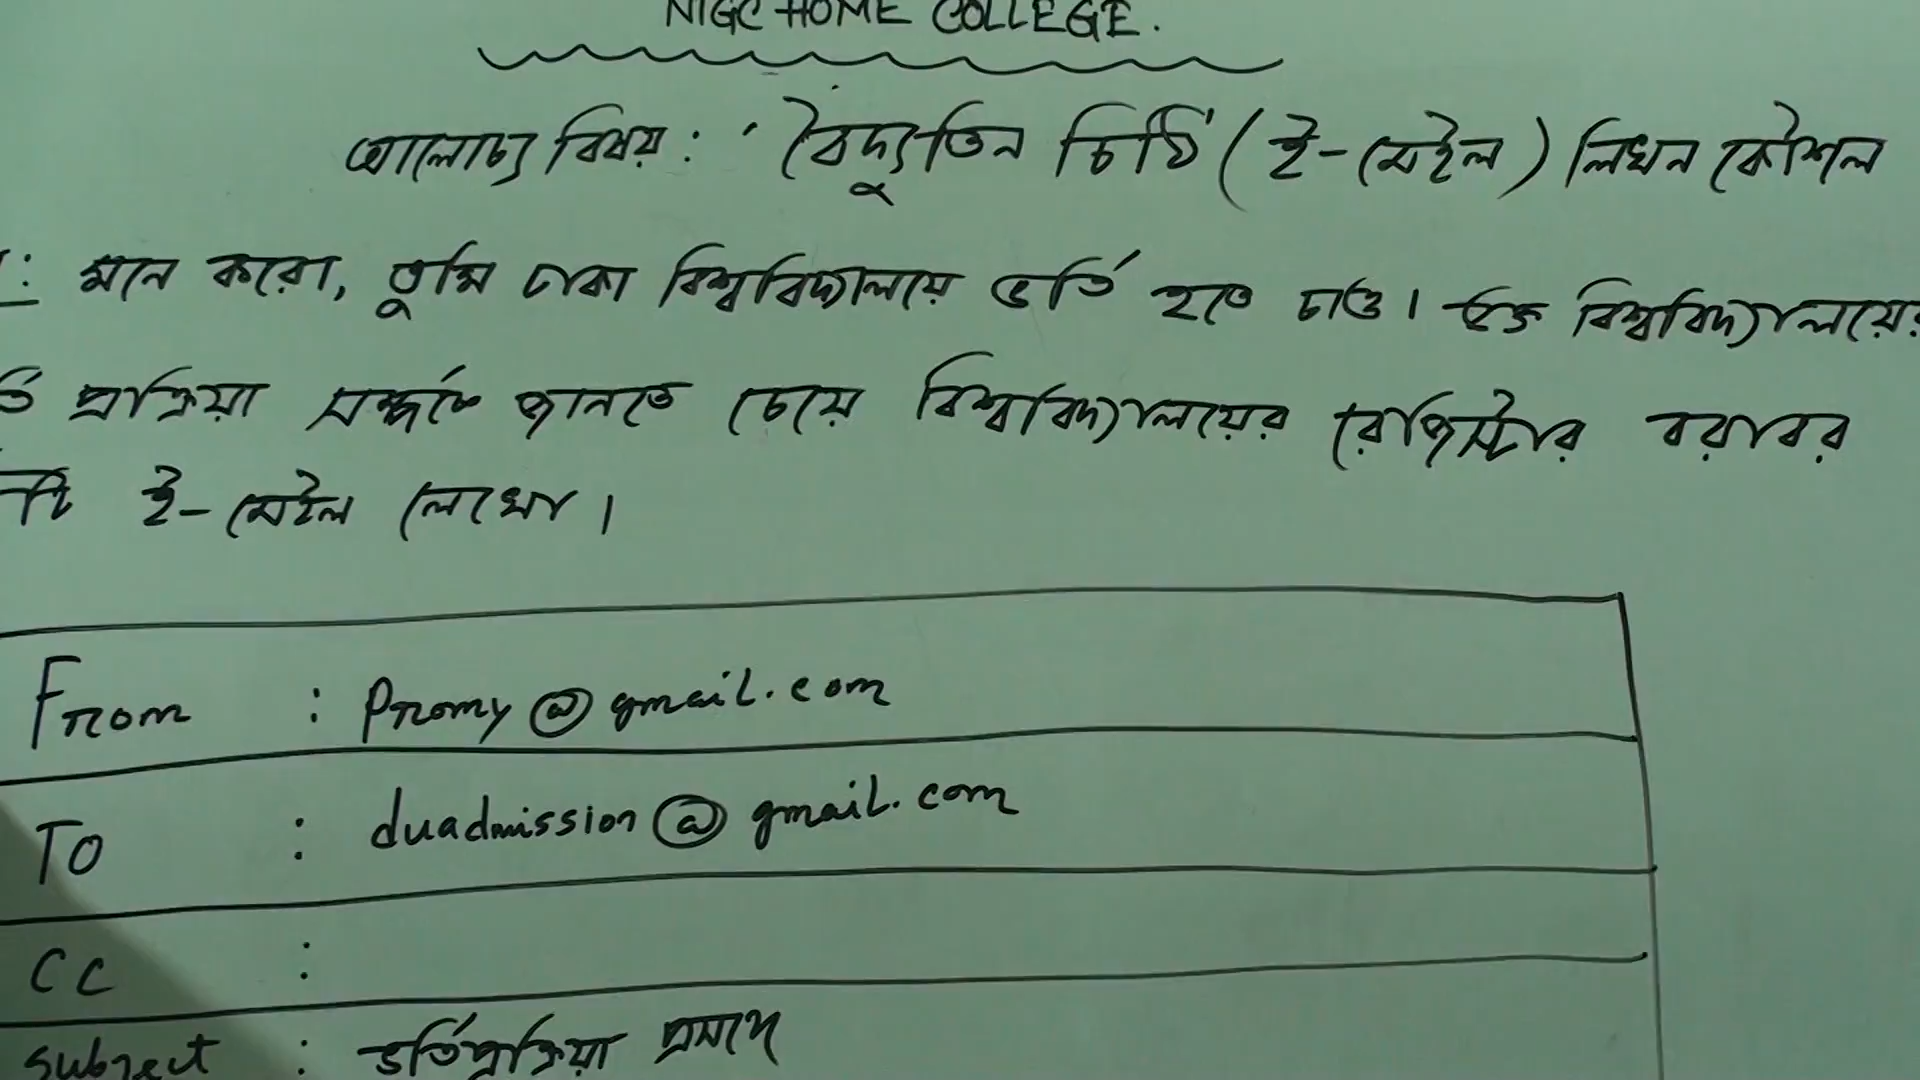 NIGC HOME COLLEGE.
আলোচ্য বিষয়: 'বৈদ্যুতিন চিঠি' (ই-মেইল) লিখন কৌশল
: মনে করো, তুমি ঢাকা বিশ্ববিদ্যালয়ে ভর্তি হতে চাও। উক্ত বিশ্ববিদ্যালয়ের
প্রক্রিয়া সম্পর্কে জানতে চেয়ে বিশ্ববিদ্যালয়ের রেজিস্টার বরাবর
টি ই-মেইল লেখো।
From : Promy@gmail.com
To : duadmission@gmail.com
CC :
Subject : ভর্তিপ্রক্রিয়া প্রসঙ্গে